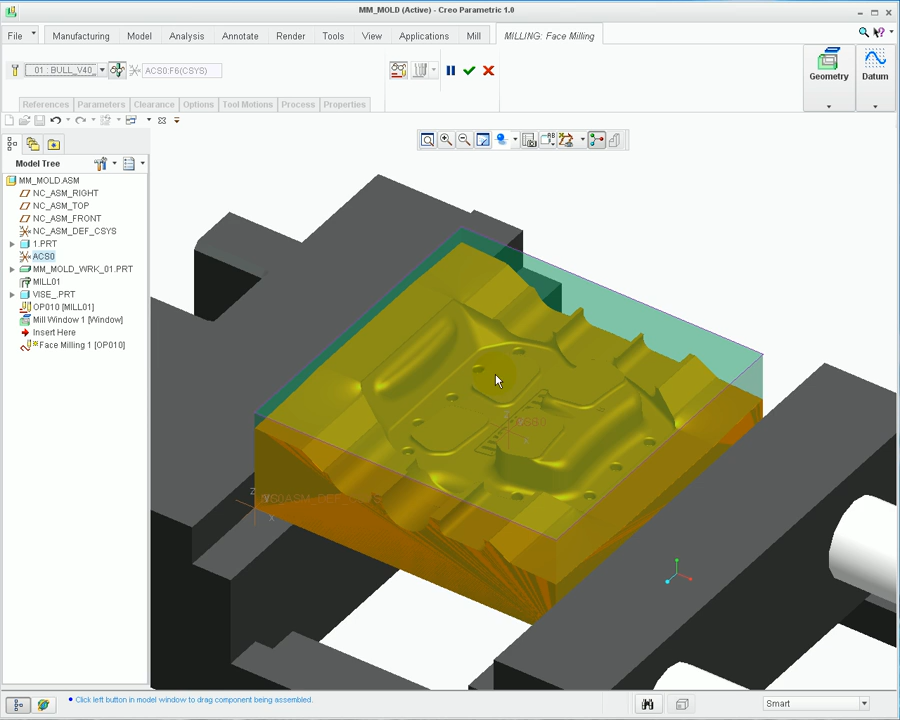 MM_MOLD (Active) - Creo Parametric 1.0
File Manufacturing Model Analysis Annotate Render Tools View Applications Mill MILLING: Face Milling
01 : BULL_V40_ ACS0:F6(CSYS)
Geometry Datum
References Parameters Clearance Options Tool Motions Process Properties
Model Tree
MM_MOLD.ASM
NC_ASM_RIGHT
NC_ASM_TOP
NC_ASM_FRONT
NC_ASM_DEF_CSYS
1.PRT
ACS0
MM_MOLD_WRK_01.PRT
MILL01
VISE_.PRT
OP010 [MILL01]
Mill Window 1 [Window]
Insert Here
Face Milling 1 [OP010]
Z
X
Click left button in model window to drag component being assembled.
Smart